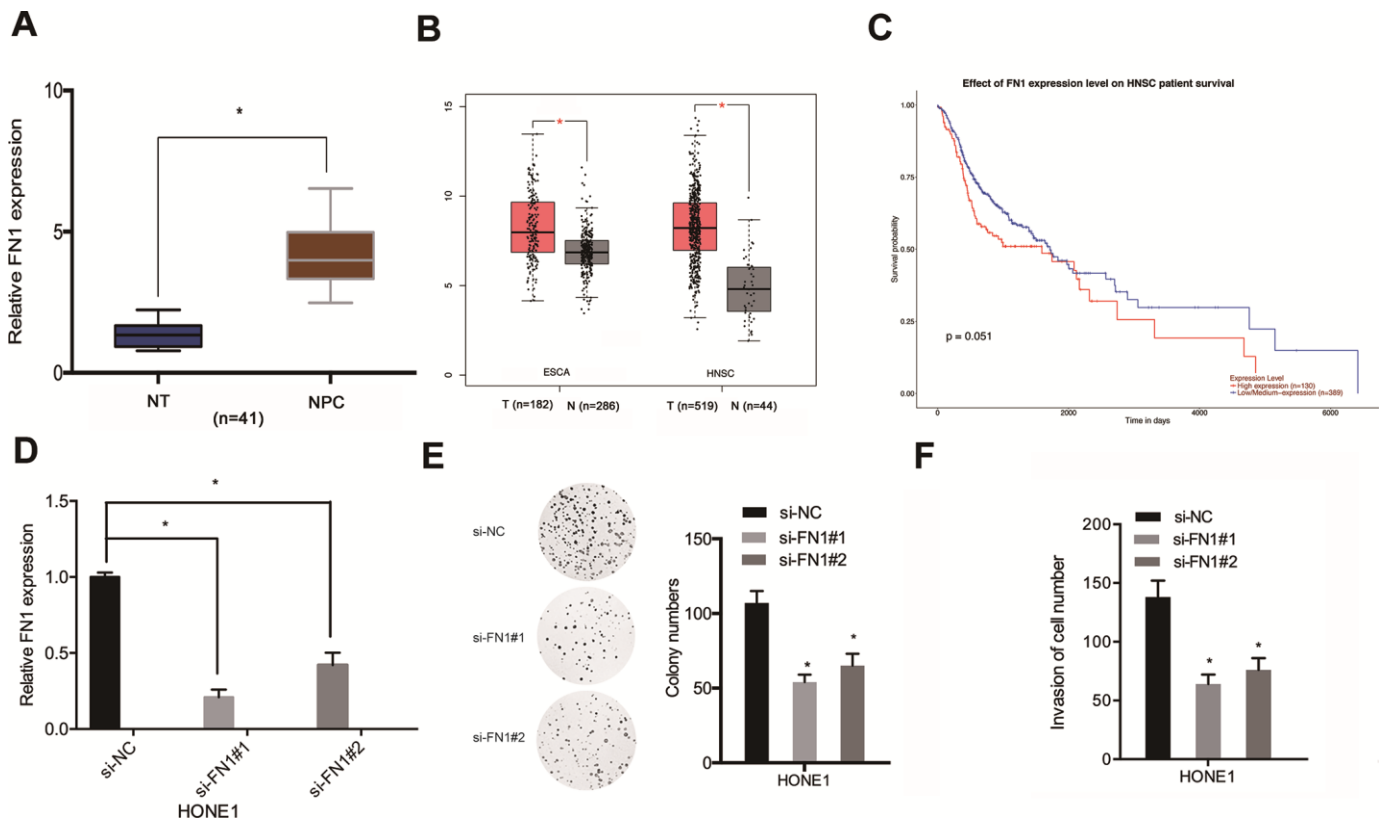 A
Relative FN1 expression
10
5
0
*
NT
NPC
(n=41)
B
15
10
5
0
*
*
ESCA
HNSC
T (n=182)
N (n=286)
T (n=519)
N (n=44)
C
Effect of FN1 expression level on HNSC patient survival
Survival probability
1.00
0.75
0.50
0.25
0.00
p = 0.051
Expression Level
High expression (n=130)
Low/Medium-expression (n=389)
0
2000
4000
6000
Time in days
D
Relative FN1 expression
1.5
1.0
0.5
0.0
*
*
si-NC
si-FN1#1
si-FN1#2
HONE1
E
si-NC
si-FN1#1
si-FN1#2
si-NC
si-FN1#1
si-FN1#2
Colony numbers
150
100
50
0
*
*
HONE1
F
si-NC
si-FN1#1
si-FN1#2
Invasion of cell number
200
150
100
50
0
*
*
HONE1